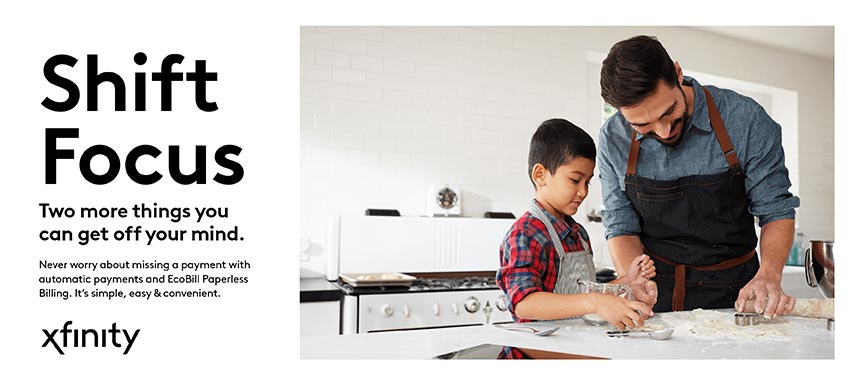 Shift
Focus
Two more things you
can get off your mind.
Never worry about missing a payment with
automatic payments and EcoBill Paperless
Billing. It's simple, easy & convenient.
xfinity